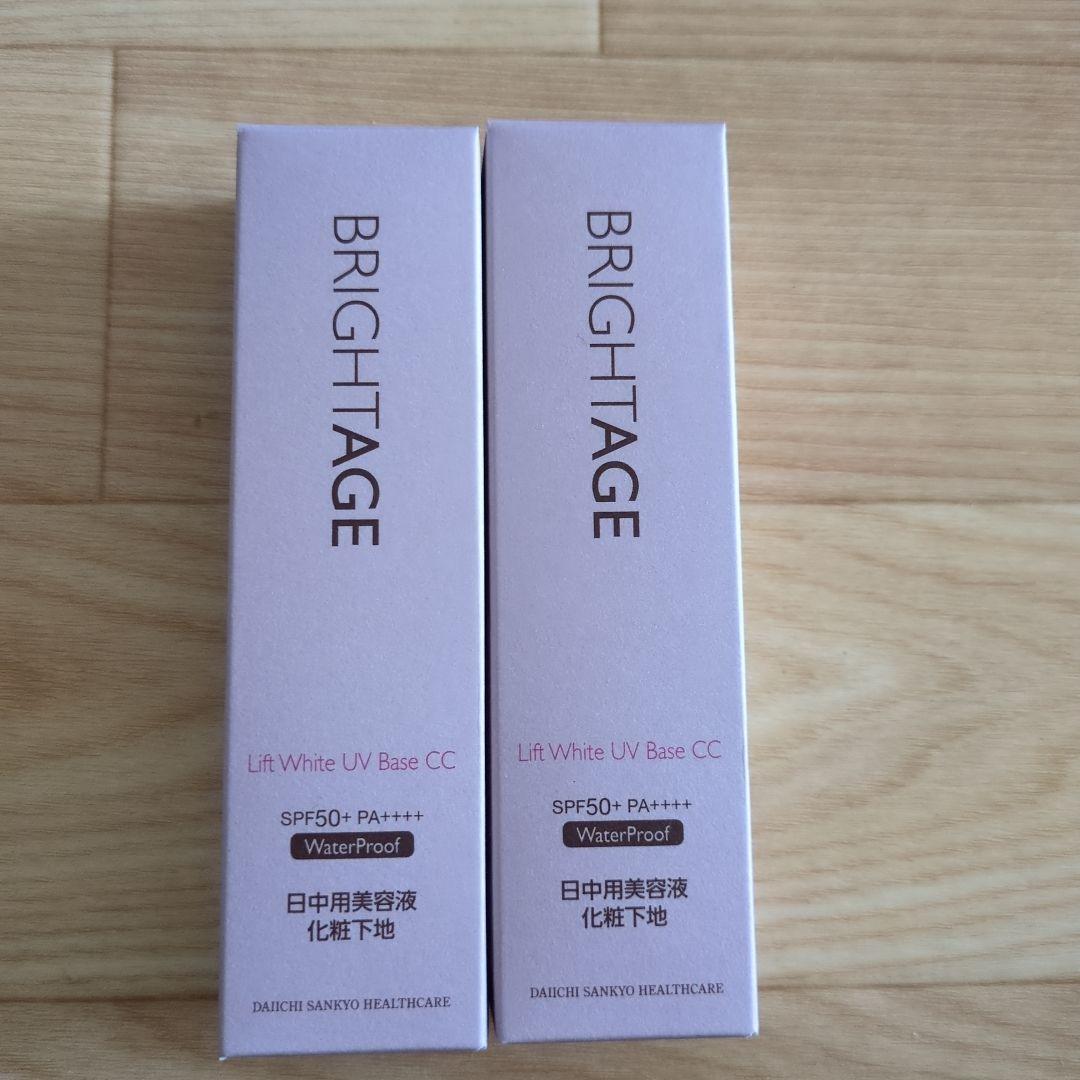 BRIGHTAGE
Lift White UV Base CC
SPF50+ PA++++
WaterProof
日中用美容液
化粧下地
DAIICHI SANKYO HEALTHCARE
BRIGHTAGE
Lift White UV Base CC
SPF50+ PA++++
WaterProof
日中用美容液
化粧下地
DAIICHI SANKYO HEALTHCARE